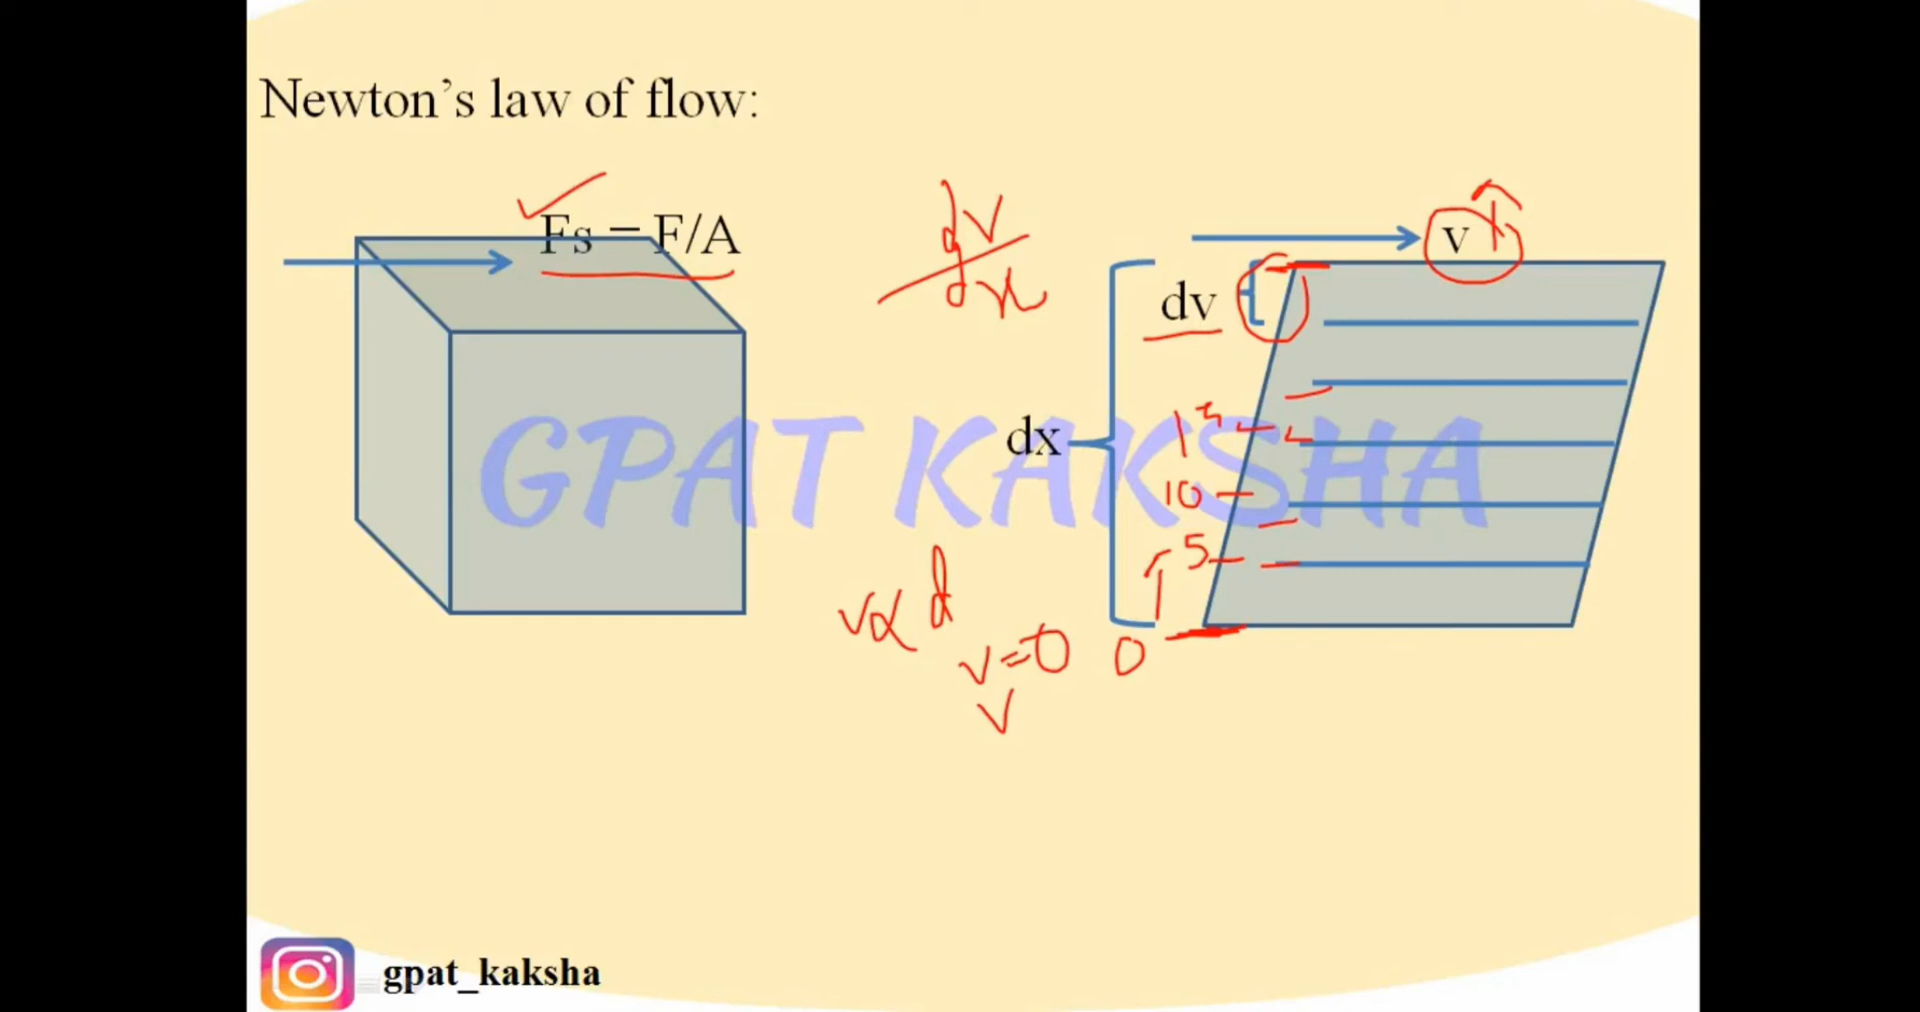 Newton's law of flow:
Fs = F/A
dv
dx
v
dv
dx
15
10
5
0
GPAT KAKSHA
v∝d
v=0
v
gpat_kaksha